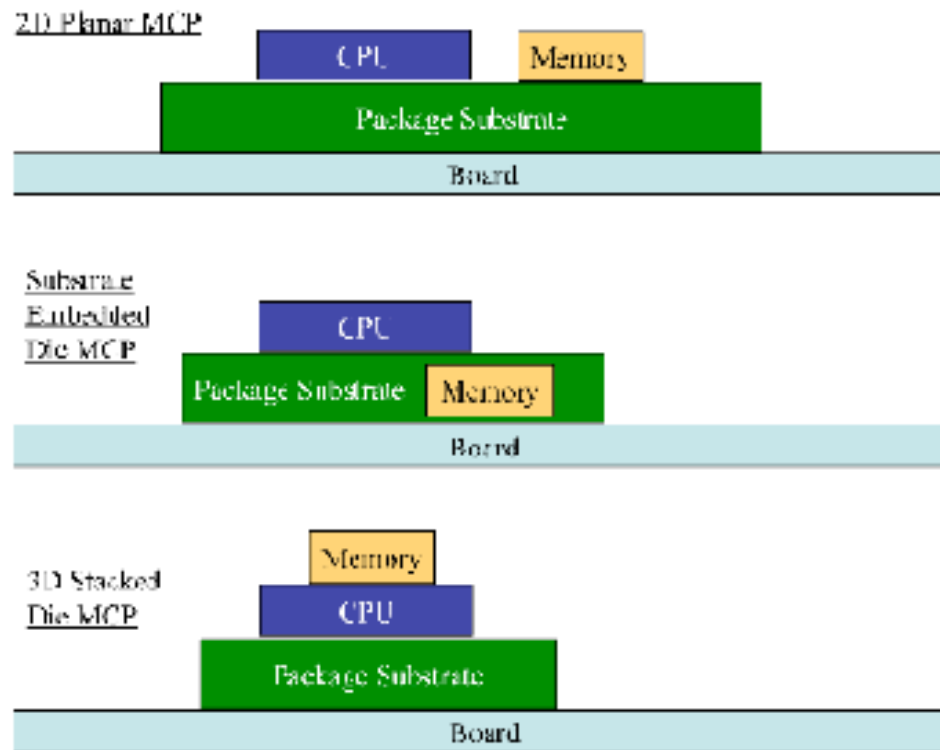 2D Planar MCP
CPU
Memory
Package Substrate
Board
Substrate
Embedded
Die MCP
CPU
Package Substrate
Memory
Board
Memory
3D Stacked
Die MCP
CPU
Package Substrate
Board